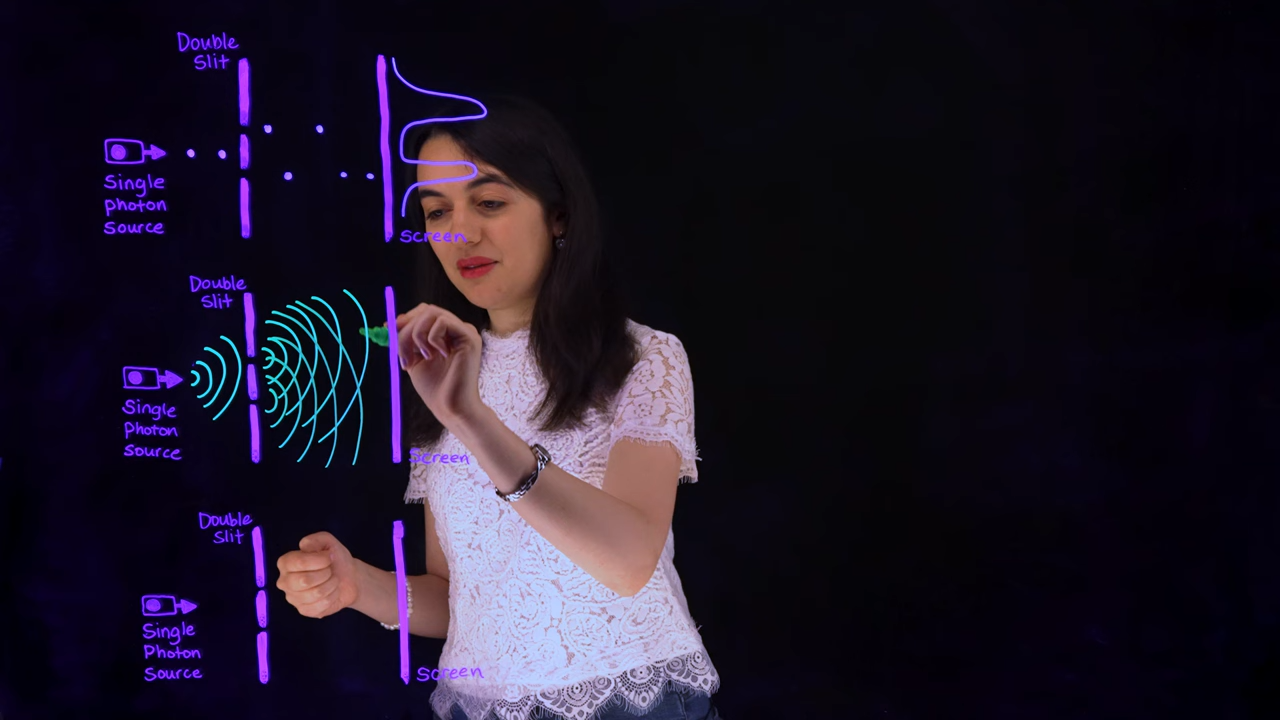 Double
Slit
Single
Photon
Source
Screen
Double
Slit
Single
Photon
Source
Screen
Double
Slit
Single
Photon
Source
Screen